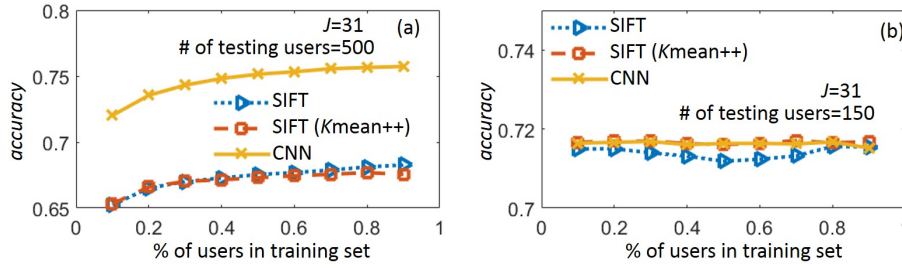 0.8
J=31
(a)
# of testing users=500
0.75
SIFT
SIFT (Kmean++)
CNN
0.7
0.65
accuracy
0 0.2 0.4 0.6 0.8 1
% of users in training set
SIFT
(b)
SIFT (Kmean++)
0.74
CNN
J=31
# of testing users=150
0.72
0.7
accuracy
0 0.2 0.4 0.6 0.8 1
% of users in training set